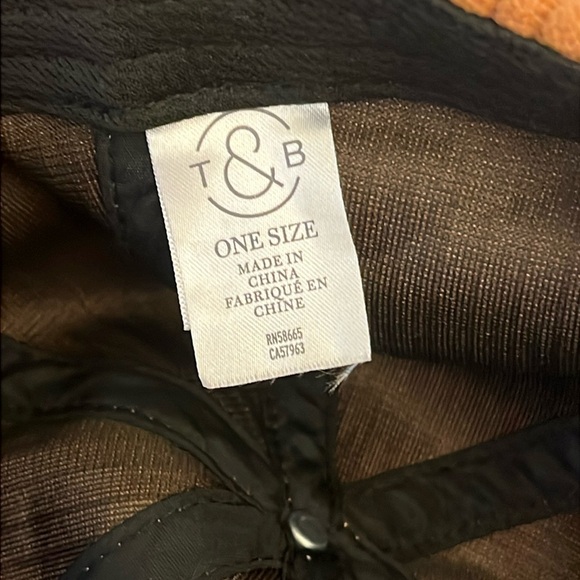 T & B
ONE SIZE
MADE IN
CHINA
FABRIQUÉ EN
CHINE
RN58665
CA57963